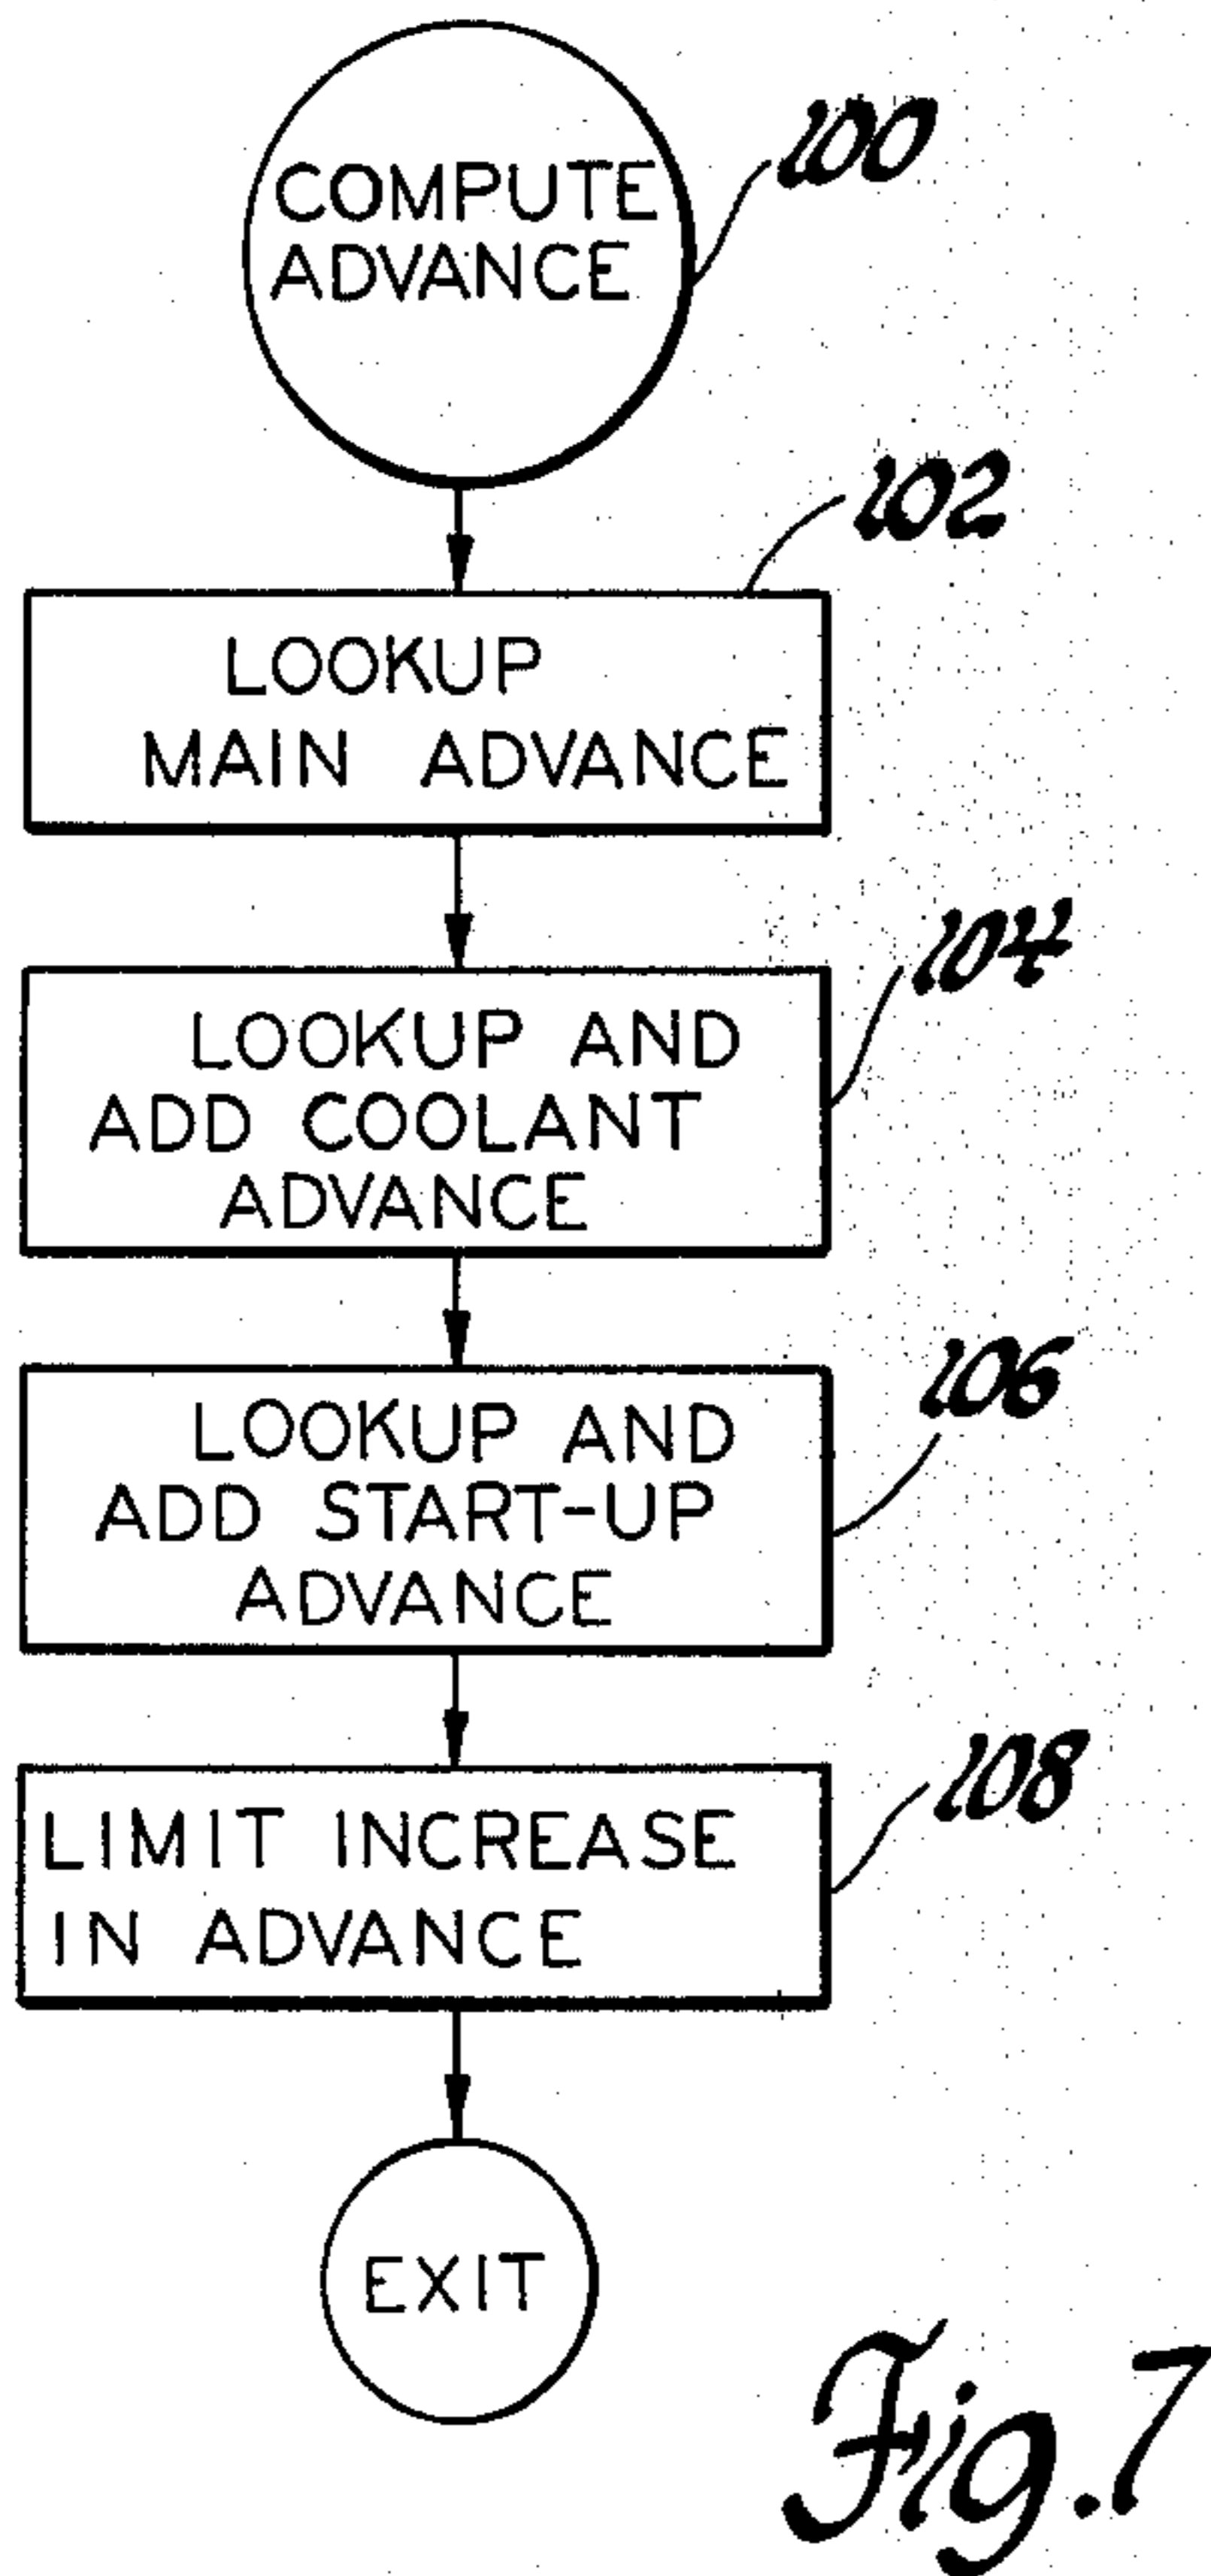 COMPUTE
ADVANCE
100
102
LOOKUP
MAIN ADVANCE
104
LOOKUP AND
ADD COOLANT
ADVANCE
106
LOOKUP AND
ADD START-UP
ADVANCE
108
LIMIT INCREASE
IN ADVANCE
EXIT
Fig. 7